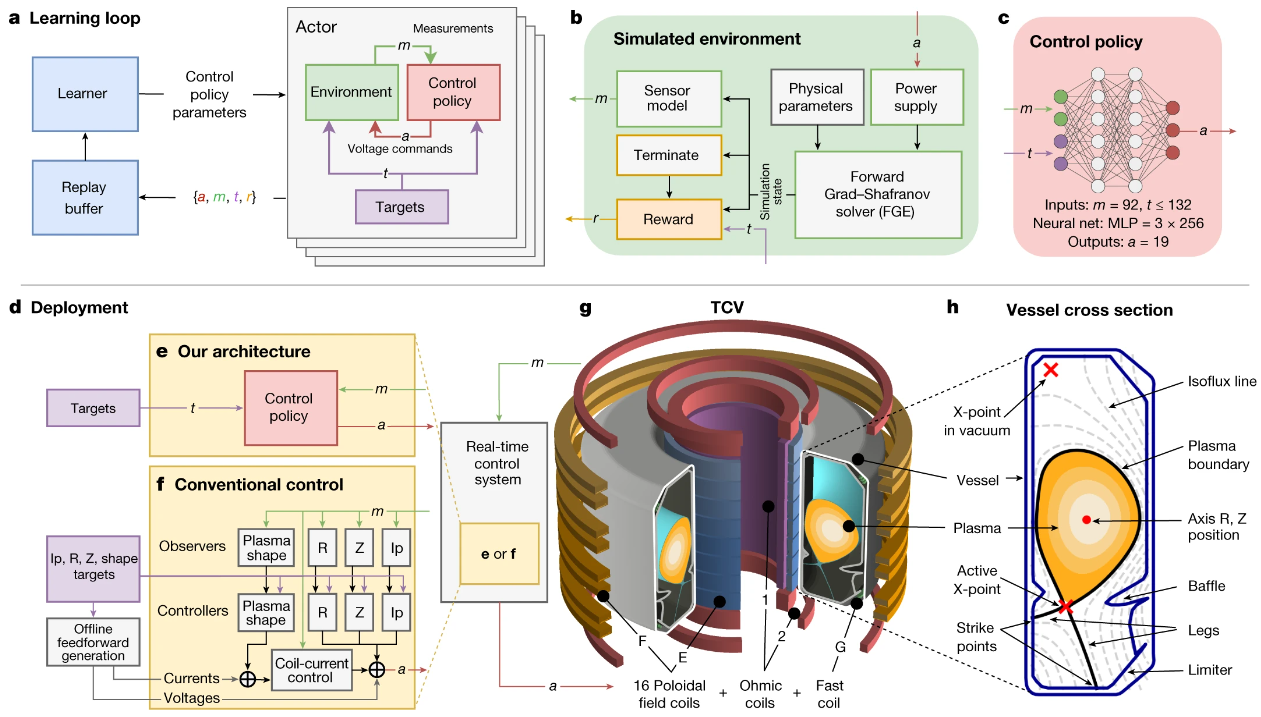 a Learning loop
Learner
Replay
buffer
Control
policy
parameters
{a, m, t, r}
Actor
Measurements
m
Environment
Control
policy
a
Voltage commands
t
Targets
b
Simulated environment
a
m
Sensor
model
Physical
parameters
Power
supply
Terminate
Simulation
state
Forward
Grad–Shafranov
solver (FGE)
r
Reward
t
c
Control policy
m
t
a
Inputs: m = 92, t ≤ 132
Neural net: MLP = 3 × 256
Outputs: a = 19
d Deployment
e Our architecture
Targets
t
Control
policy
m
a
f Conventional control
m
Observers
Plasma
shape
R
Z
Ip
Ip, R, Z, shape
targets
Controllers
Plasma
shape
R
Z
Ip
Offline
feedforward
generation
Coil-current
control
a
Currents
Voltages
m
Real-time
control
system
e or f
a
g
TCV
1
2
F
E
G
16 Poloidal
field coils
+
Ohmic
coils
+
Fast
coil
h
Vessel cross section
X-point
in vacuum
Vessel
Plasma
Active
X-point
Strike
points
Isoflux line
Plasma
boundary
Axis R, Z
position
Baffle
Legs
Limiter